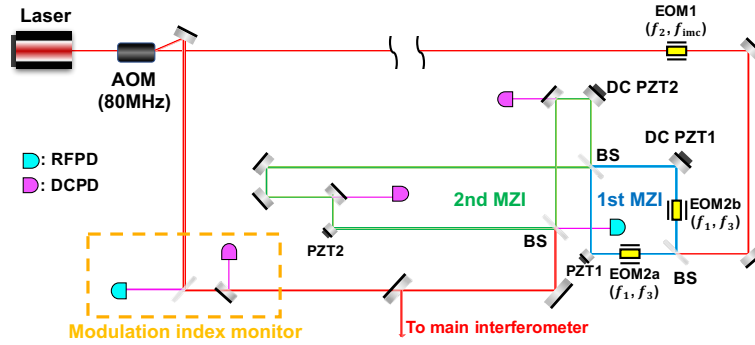 Laser
AOM
(80MHz)
EOM1
(f₂, f_imc)
DC PZT2
DC PZT1
: RFPD
: DCPD
BS
2nd MZI
1st MZI
EOM2b
(f₁, f₃)
PZT2
BS
PZT1
EOM2a
(f₁, f₃)
BS
Modulation index monitor
To main interferometer